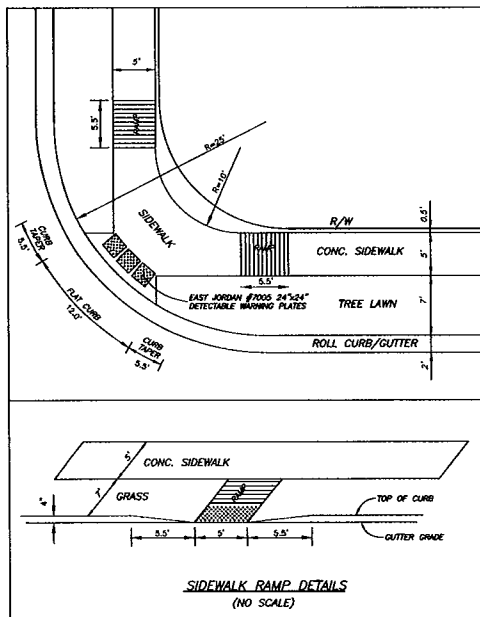 5'
5.5'
RAMP
R=25'
R=10'
SIDEWALK
R/W
0.5'
RAMP
CONC. SIDEWALK
5'
5.5'
CURB
TAPER
5.5'
EAST JORDAN #7005 24"x24"
DETECTABLE WARNING PLATES
TREE LAWN
7'
FLAT CURB
12.0'
CURB
TAPER
5.5'
ROLL CURB/GUTTER
2'
5'
CONC. SIDEWALK
7'
GRASS
RAMP
4"
TOP OF CURB
GUTTER GRADE
5.5'
5'
5.5'
SIDEWALK RAMP DETAILS
(NO SCALE)